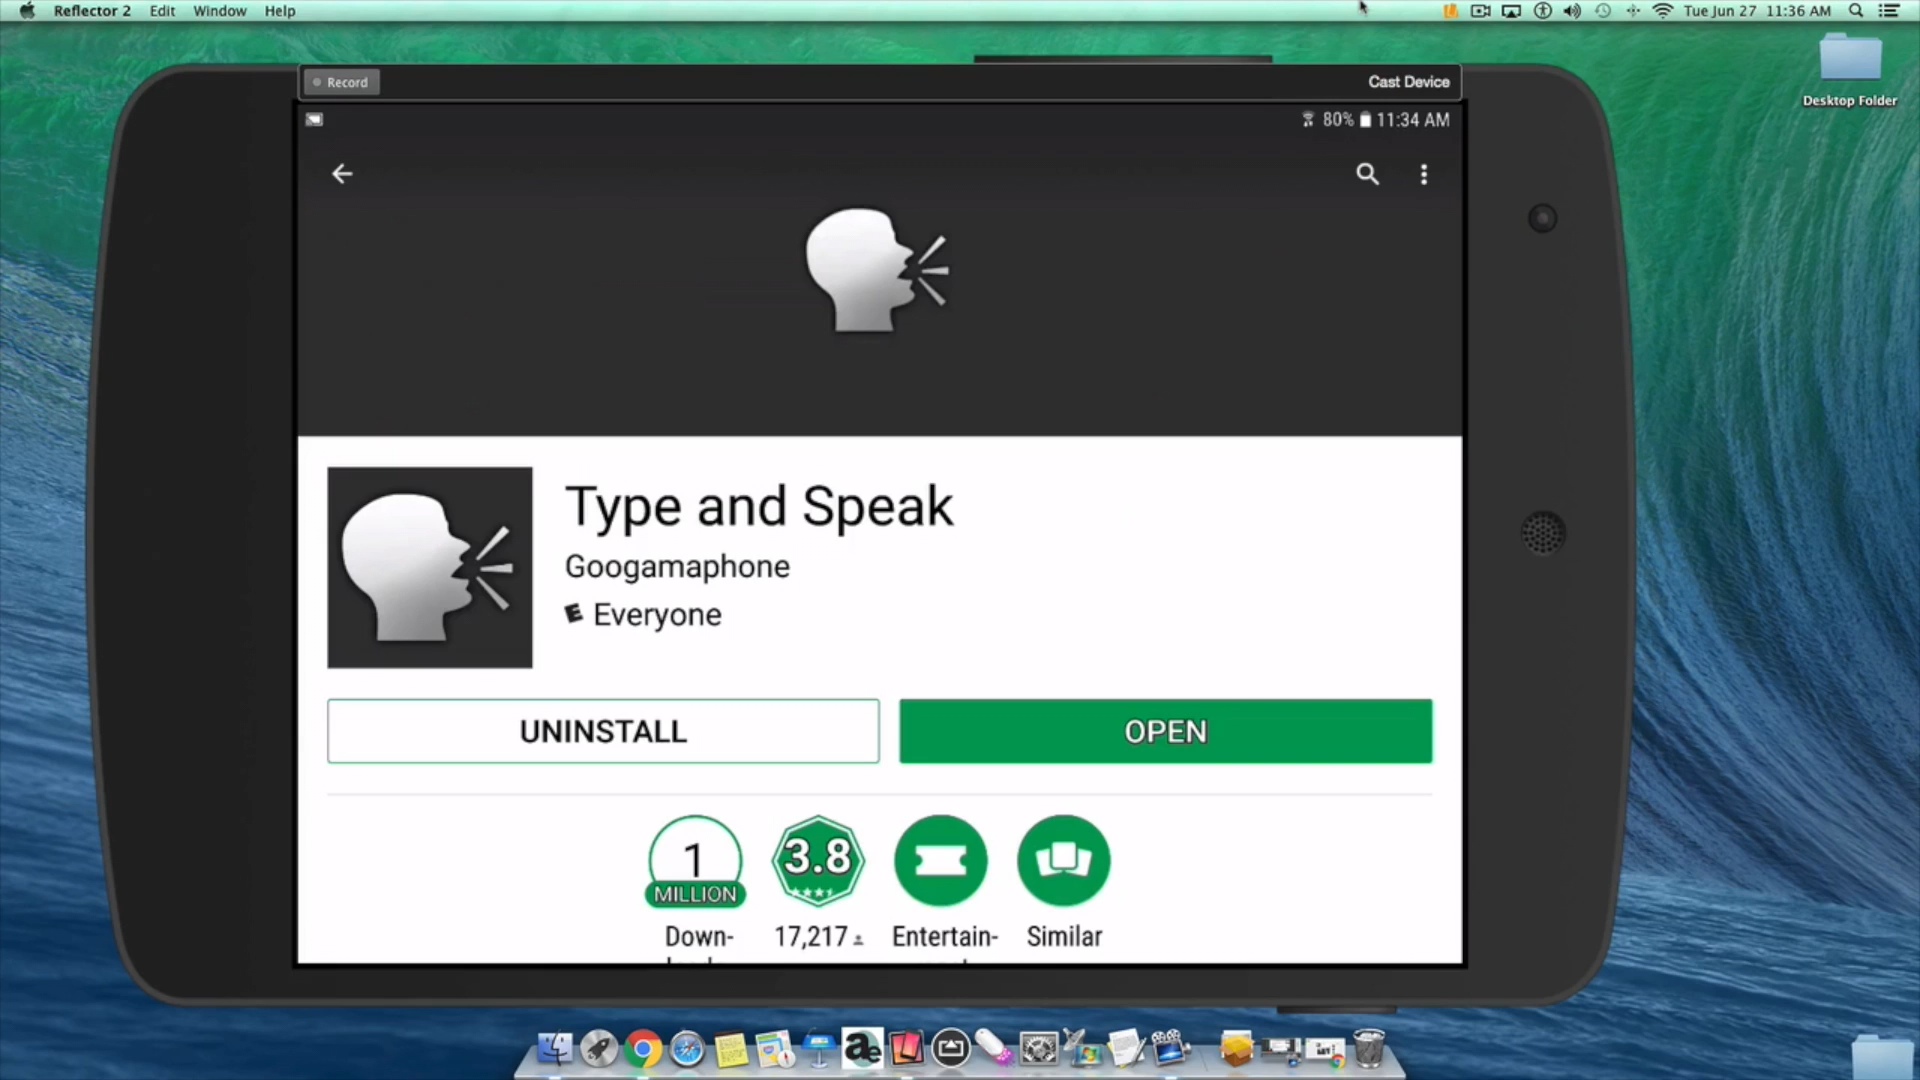 Reflector 2 Edit Window Help
Tue Jun 27 11:36 AM
Desktop Folder
Record
Cast Device
80% 11:34 AM
Type and Speak
Googamaphone
E Everyone
UNINSTALL
OPEN
1
MILLION
3.8
Down-
17,217
Entertain-
Similar
ae